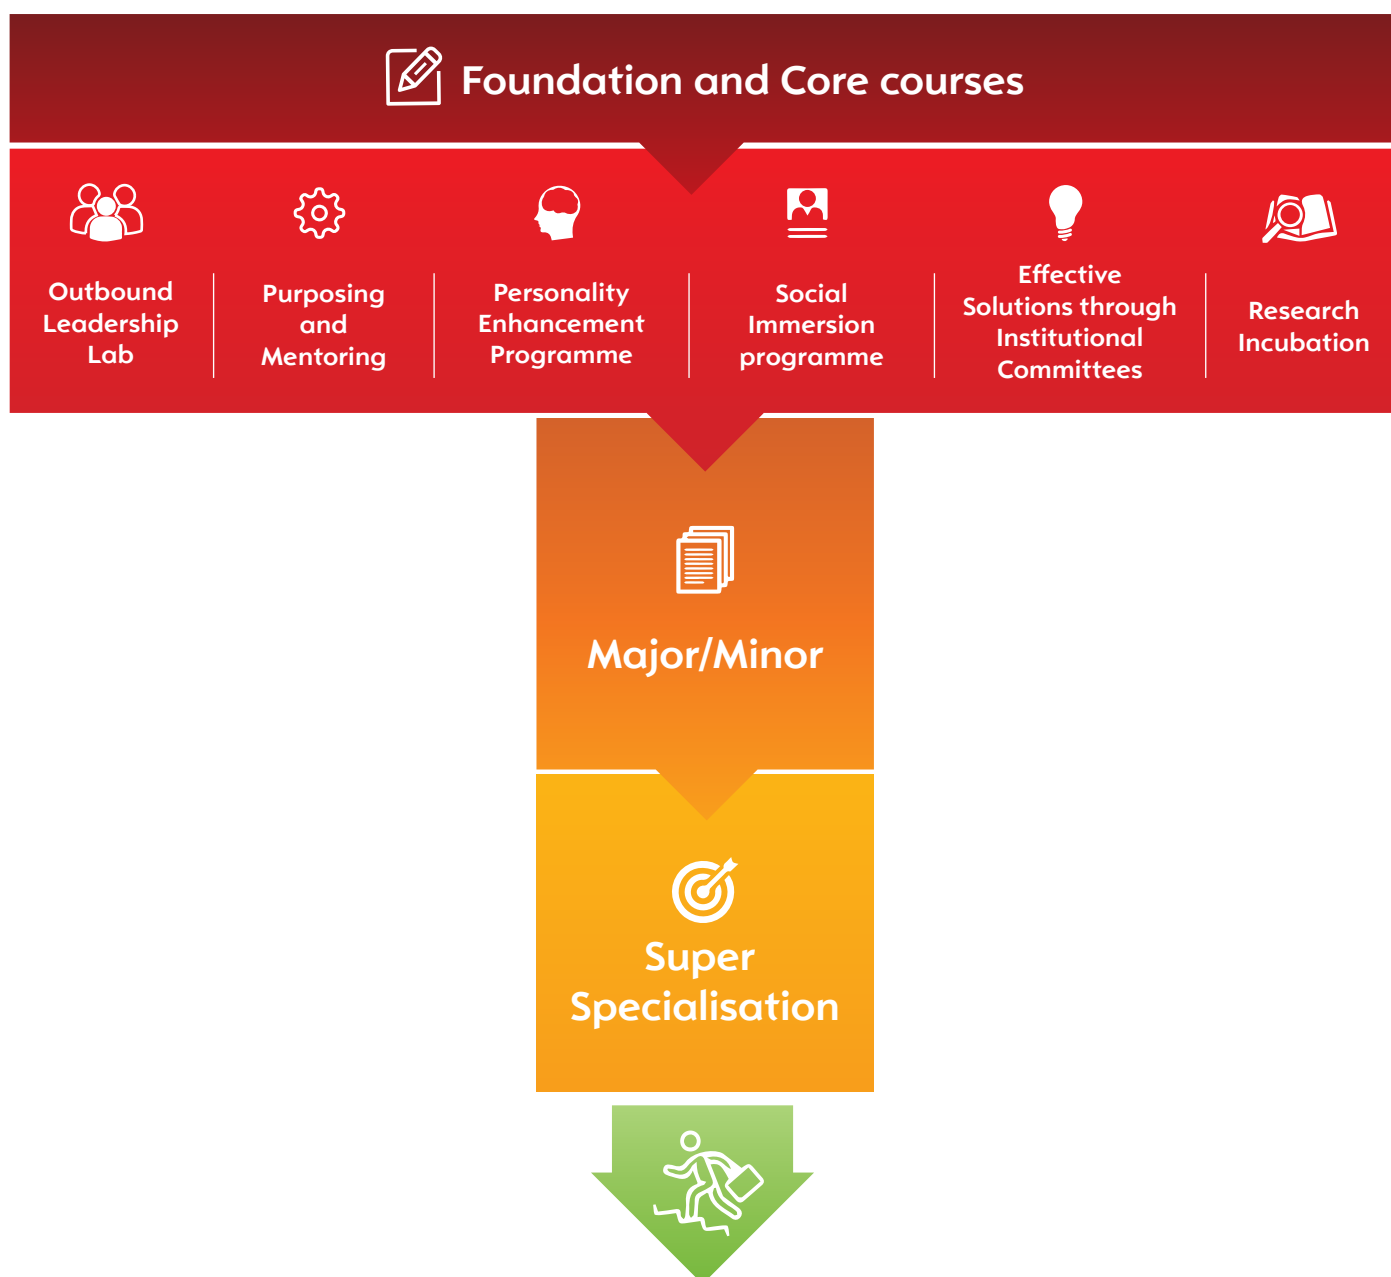 Foundation and Core courses
Outbound
Leadership
Lab
Purposing
and
Mentoring
Personality
Enhancement
Programme
Social
Immersion
programme
Effective
Solutions through
Institutional
Committees
Research
Incubation
Major/Minor
Super
Specialisation